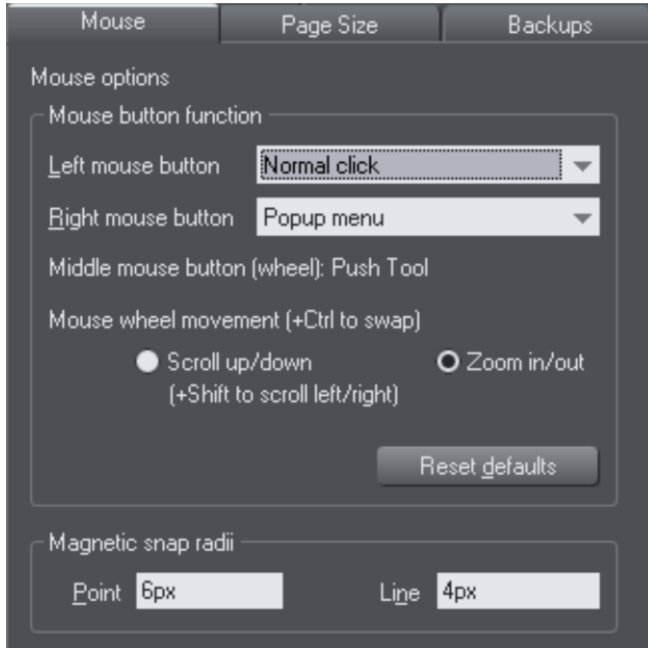 Mouse Page Size Backups
Mouse options
Mouse button function
Left mouse button Normal click
Right mouse button Popup menu
Middle mouse button (wheel): Push Tool
Mouse wheel movement (+Ctrl to swap)
Scroll up/down Zoom in/out
(+Shift to scroll left/right)
Reset defaults
Magnetic snap radii
Point 6px Line 4px